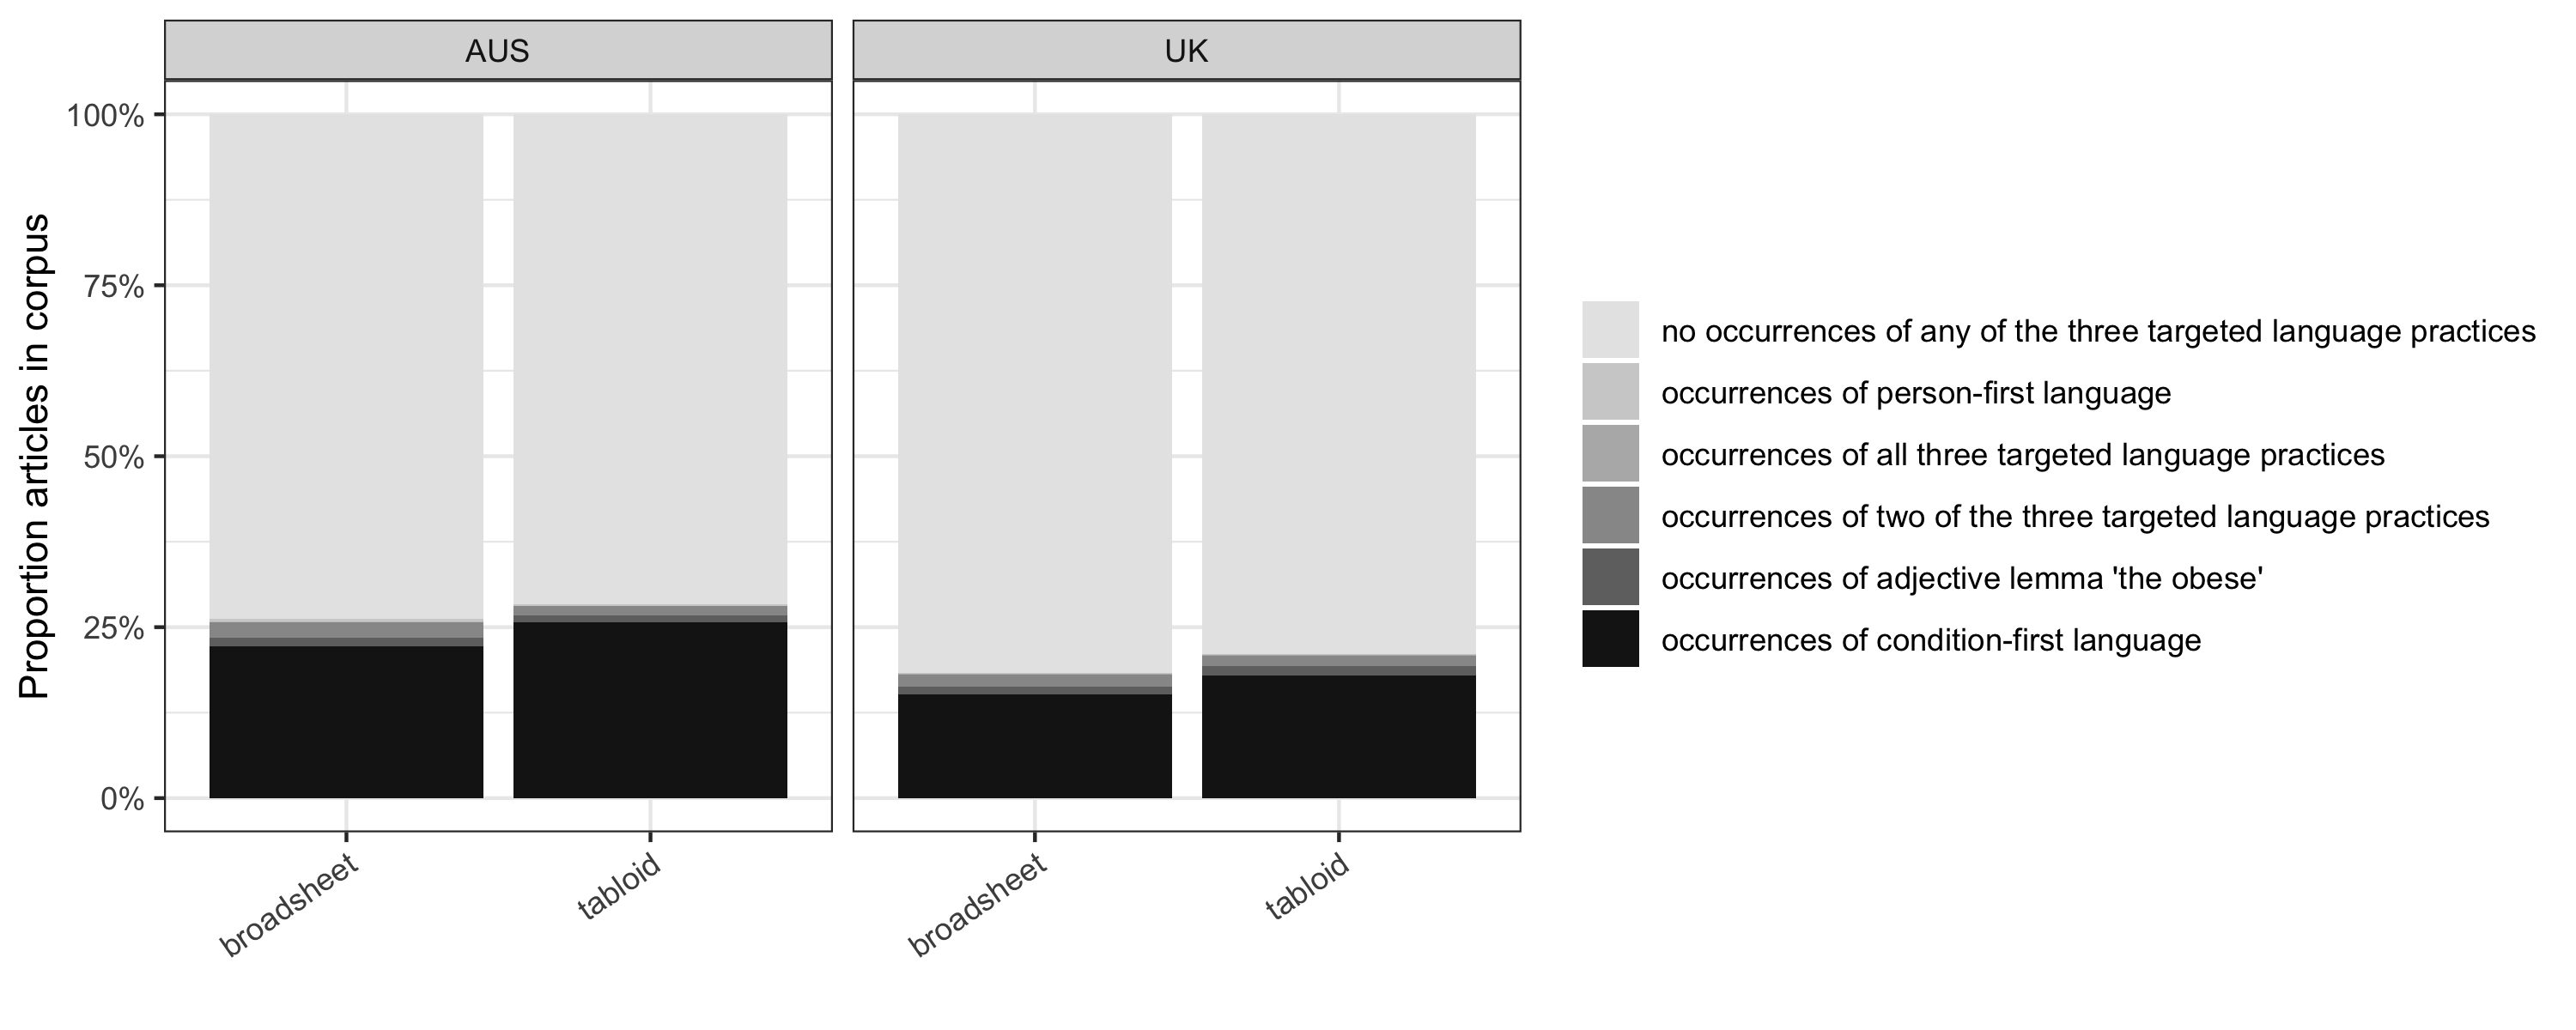 AUS
UK
Proportion articles in corpus
100%
75%
50%
25%
0%
broadsheet
tabloid
broadsheet
tabloid
no occurrences of any of the three targeted language practices
occurrences of person-first language
occurrences of all three targeted language practices
occurrences of two of the three targeted language practices
occurrences of adjective lemma 'the obese'
occurrences of condition-first language